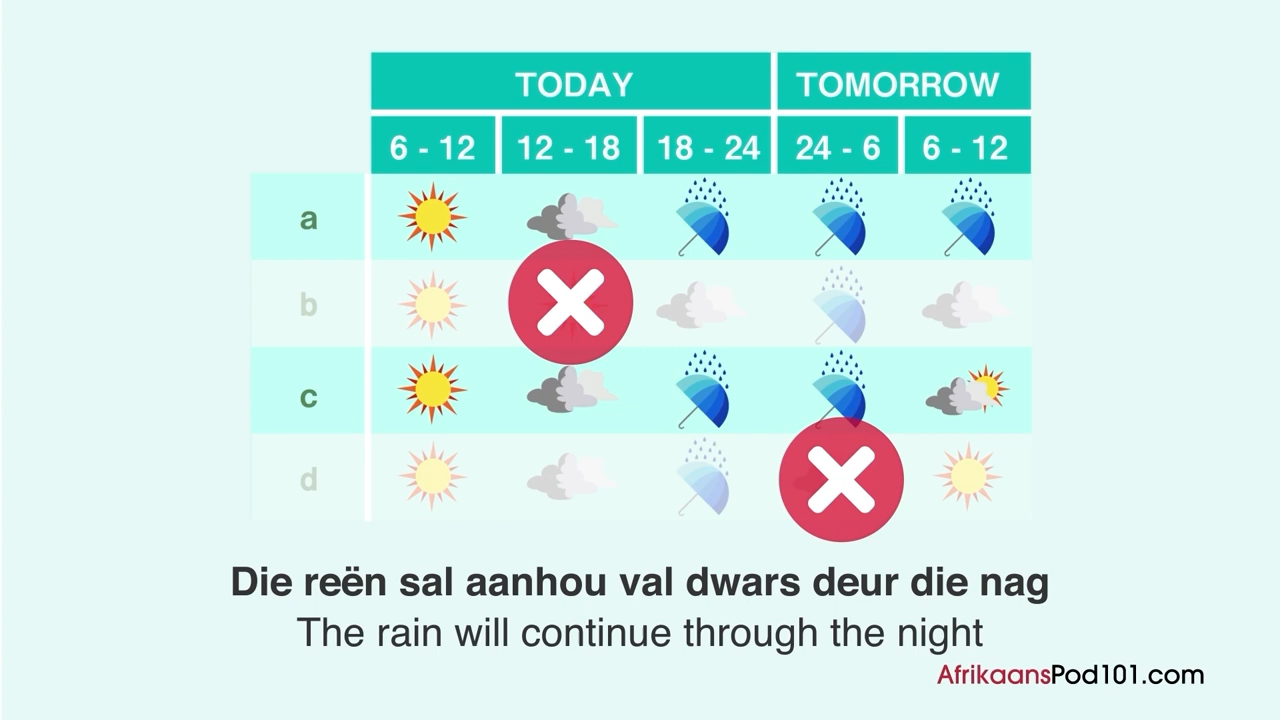 TODAY TOMORROW
6 - 12 12 - 18 18 - 24 24 - 6 6 - 12
a
b
c
d
Die reën sal aanhou val dwars deur die nag
The rain will continue through the night
AfrikaansPod101.com